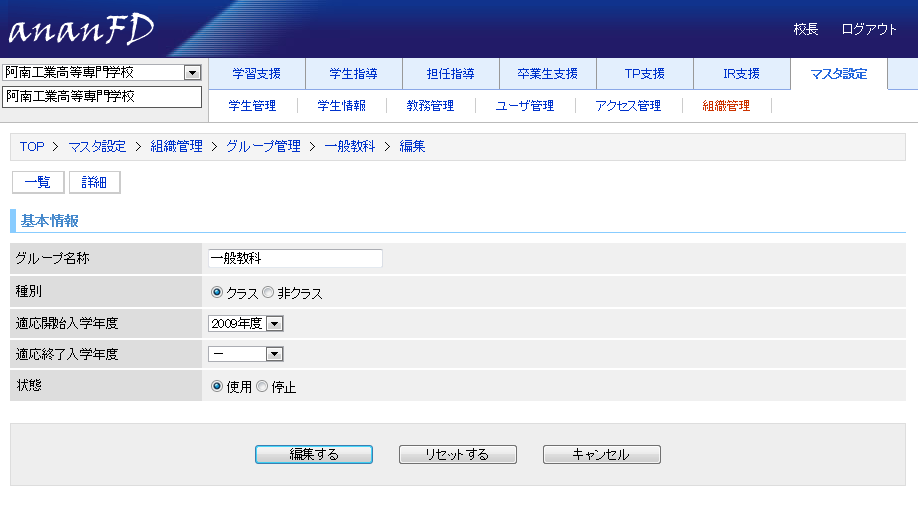 ananFD
校長 ログアウト
阿南工業高等専門学校
阿南工業高等専門学校
学習支援 学生指導 担任指導 卒業生支援 TP支援 IR支援 マスタ設定
学生管理 学生情報 教務管理 ユーザ管理 アクセス管理 組織管理
TOP > マスタ設定 > 組織管理 > グループ管理 > 一般教科 > 編集
一覧 詳細
基本情報
グループ名称 一般教科
種別 クラス 非クラス
適応開始入学年度 2009年度
適応終了入学年度 ー
状態 使用 停止
編集する リセットする キャンセル